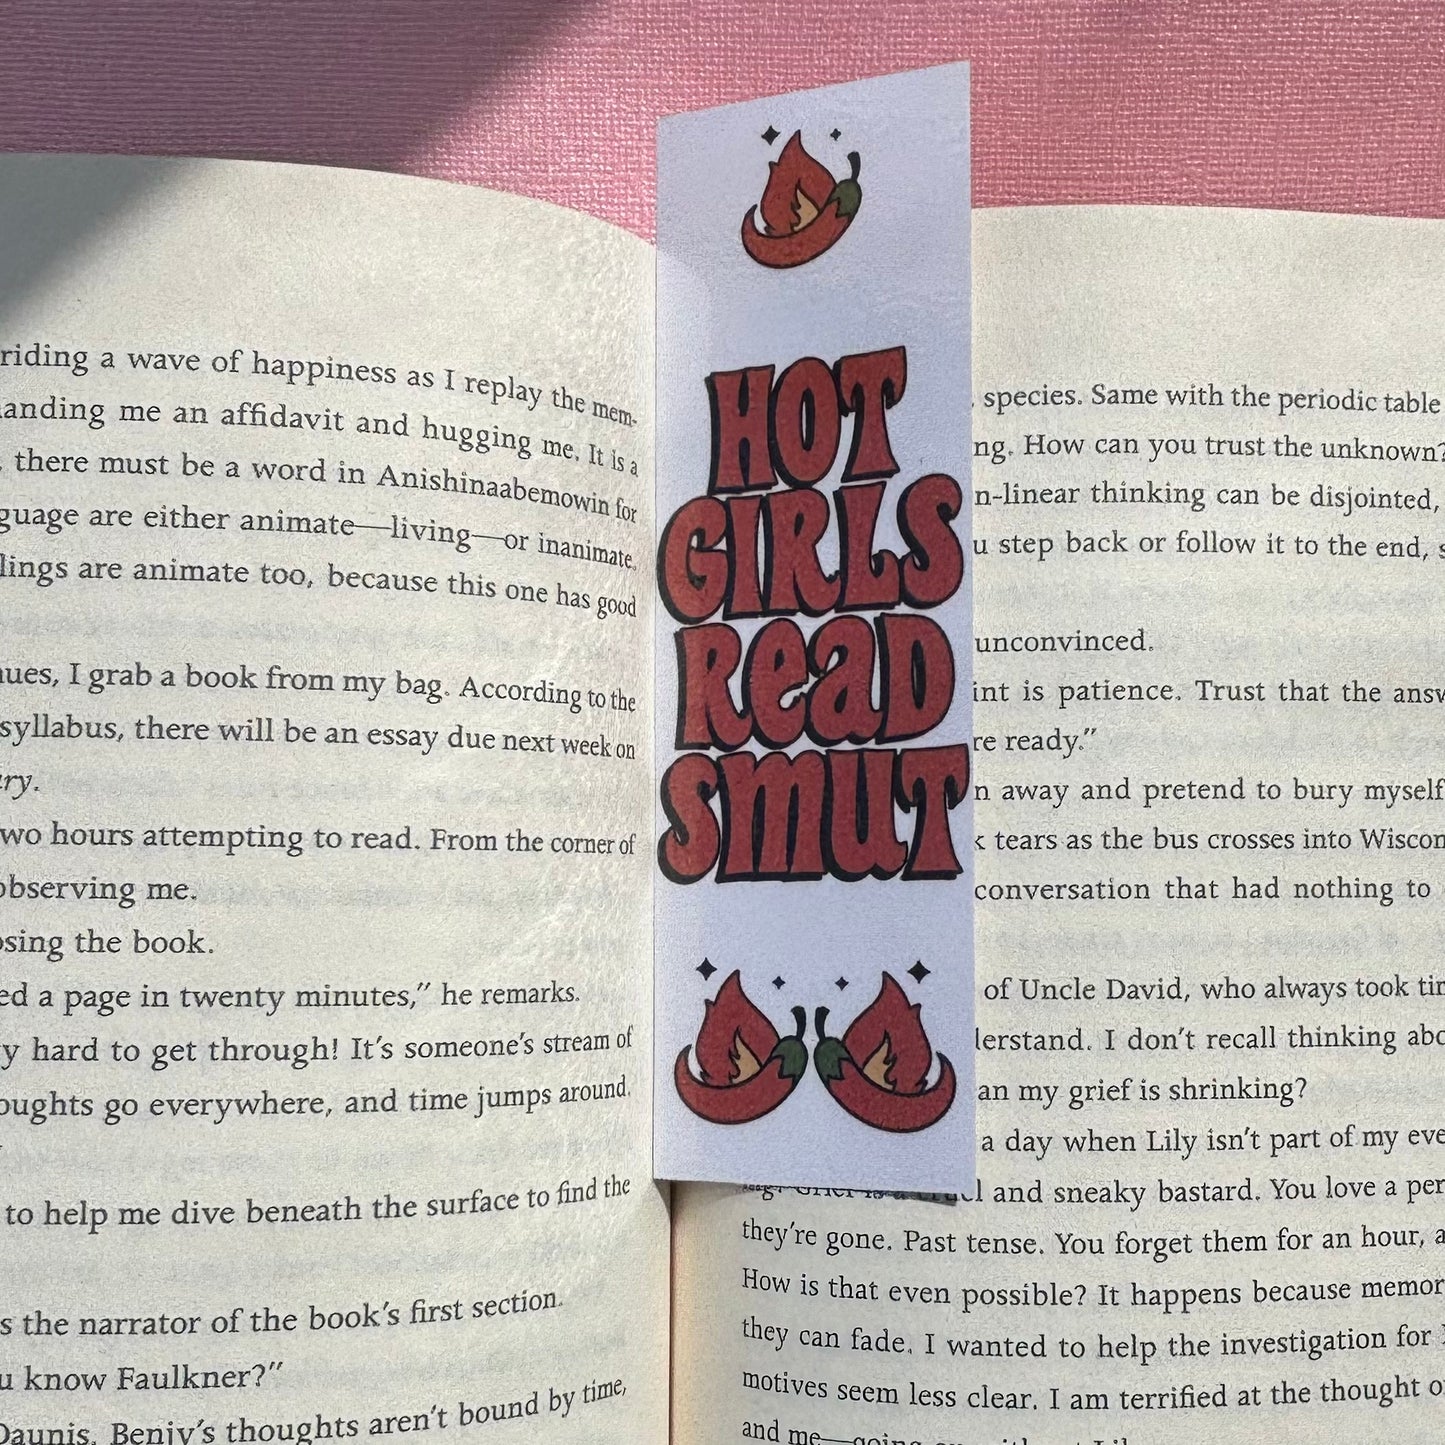 riding a wave of happiness as I replay the mem-
anding me an affidavit and hugging me. It is a
there must be a word in Anishinaabemowin for
guage are either animate—living—or inanimate.
lings are animate too, because this one has good
ues, I grab a book from my bag. According to the
syllabus, there will be an essay due next week on
ry.
wo hours attempting to read. From the corner of
observing me.
osing the book.
ed a page in twenty minutes,” he remarks.
y hard to get through! It’s someone’s stream of
oughts go everywhere, and time jumps around.
to help me dive beneath the surface to find the
s the narrator of the book’s first section.
u know Faulkner?”
Daunis. Benjy’s thoughts aren’t bound by time,
HOT
GIRLS
READ
SMUT
species. Same with the periodic table
ng. How can you trust the unknown?
n-linear thinking can be disjointed,
u step back or follow it to the end, s
unconvinced.
int is patience. Trust that the answ
re ready.”
n away and pretend to bury myself
k tears as the bus crosses into Wiscon
conversation that had nothing to
of Uncle David, who always took tim
derstand. I don’t recall thinking abo
an my grief is shrinking?
a day when Lily isn’t part of my eve
and sneaky bastard. You love a per
they’re gone. Past tense. You forget them for an hour, a
How is that even possible? It happens because memor
they can fade. I wanted to help the investigation for
motives seem less clear. I am terrified at the thought o
and me—going